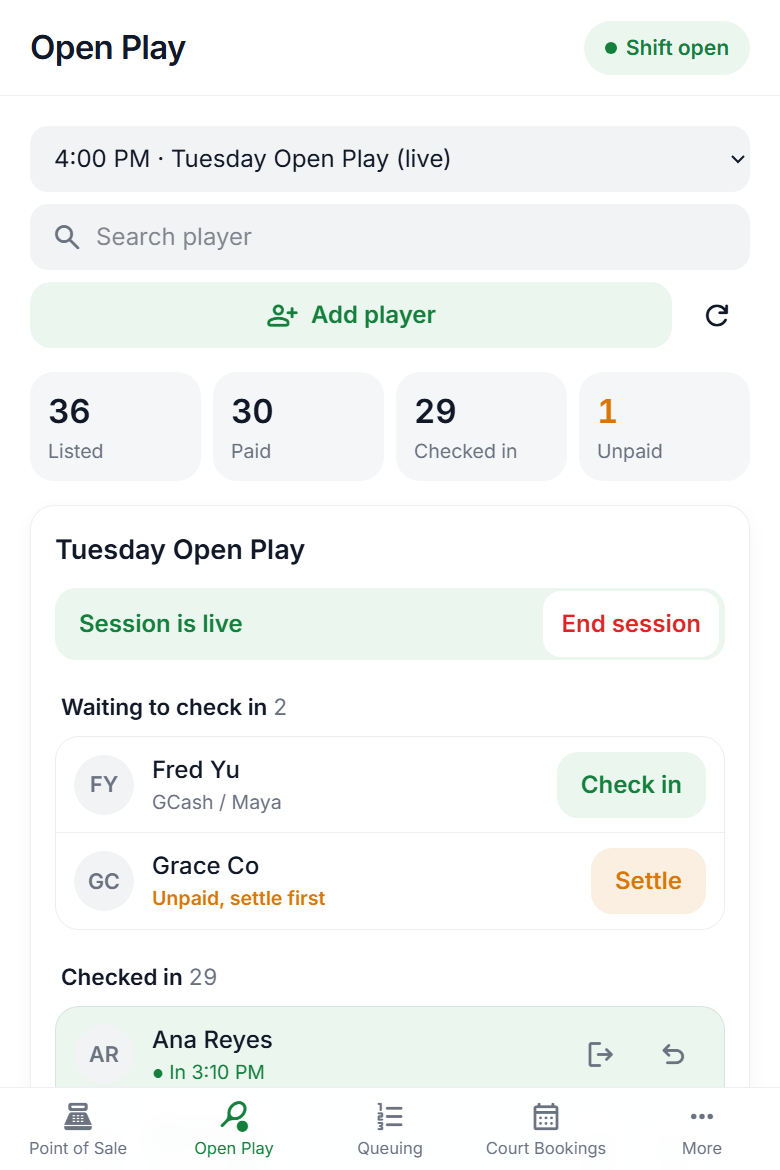 Open Play
Shift open
4:00 PM · Tuesday Open Play (live)
Search player
Add player
36
Listed
30
Paid
29
Checked in
1
Unpaid
Tuesday Open Play
Session is live
End session
Waiting to check in 2
FY
Fred Yu
GCash / Maya
Check in
GC
Grace Co
Unpaid, settle first
Settle
Checked in 29
AR
Ana Reyes
In 3:10 PM
Point of Sale
Open Play
Queuing
Court Bookings
More